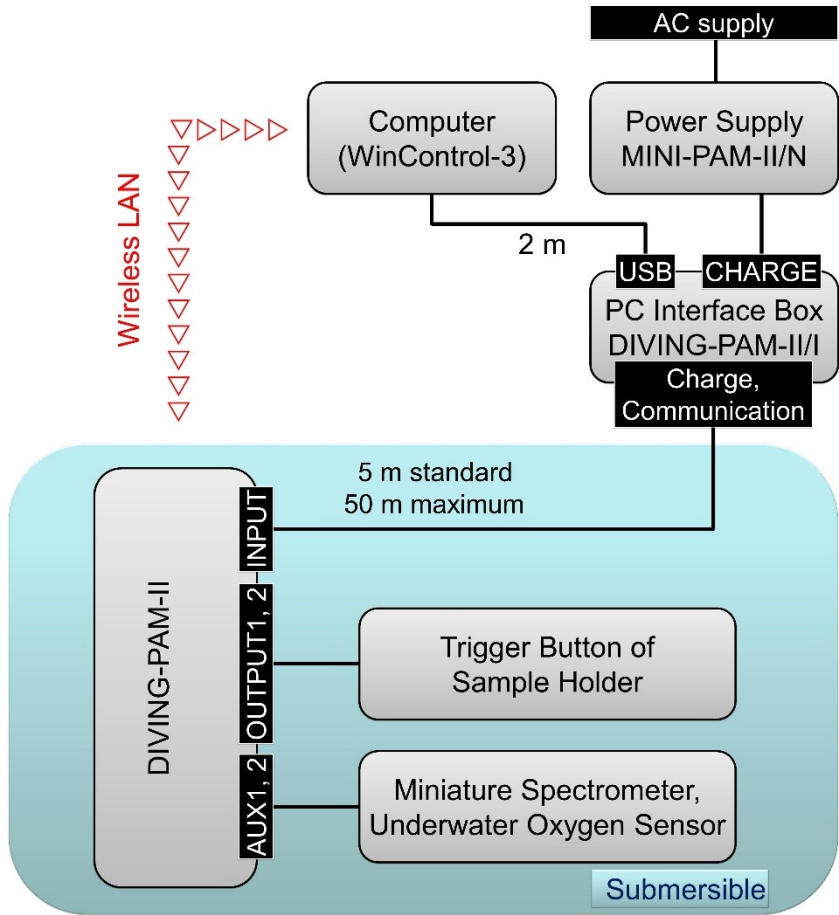 AC supply
Computer
(WinControl-3)
Power Supply
MINI-PAM-II/N
Wireless LAN
2 m
USB
CHARGE
PC Interface Box
DIVING-PAM-II/I
Charge,
Communication
5 m standard
50 m maximum
DIVING-PAM-II
INPUT
OUTPUT1, 2
AUX1, 2
Trigger Button of
Sample Holder
Miniature Spectrometer,
Underwater Oxygen Sensor
Submersible